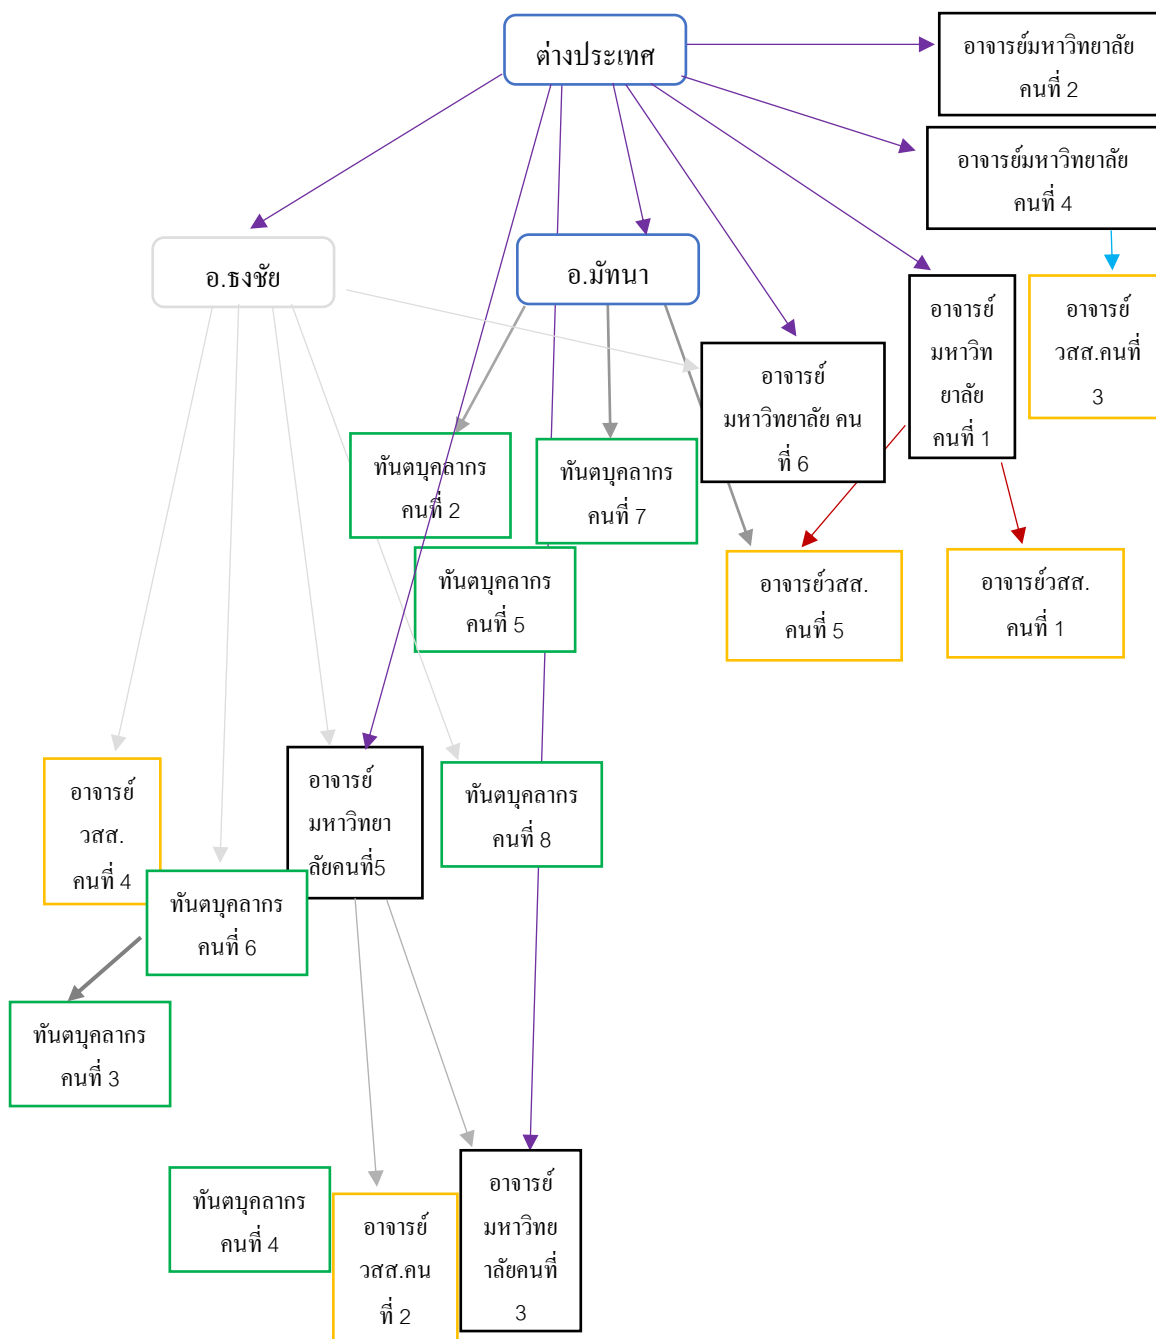 ต่างประเทศ
อาจารย์มหาวิทยาลัย
คนที่ 2
อาจารย์มหาวิทยาลัย
คนที่ 4
อ.ธงชัย
อ.มัทนา
อาจารย์
มหาวิท
ยาลัย
คนที่ 1
อาจารย์
วสส.คนที่
3
อาจารย์
มหาวิทยาลัย คน
ที่ 6
ทันตบุคลากร
คนที่ 2
ทันตบุคลากร
คนที่ 7
ทันตบุคลากร
คนที่ 5
อาจารย์วสส.
คนที่ 5
อาจารย์วสส.
คนที่ 1
อาจารย์
วสส.
คนที่ 4
อาจารย์
มหาวิทยา
ลัยคนที่5
ทันตบุคลากร
คนที่ 8
ทันตบุคลากร
คนที่ 6
ทันตบุคลากร
คนที่ 3
ทันตบุคลากร
คนที่ 4
อาจารย์
วสส.คน
ที่ 2
อาจารย์
มหาวิทย
าลัยคนที่
3